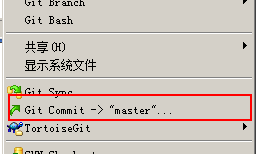 Git Branch
Git Bash
共享(H)
显示系统文件
Git Sync
Git Commit -> "master"...
TortoiseGit